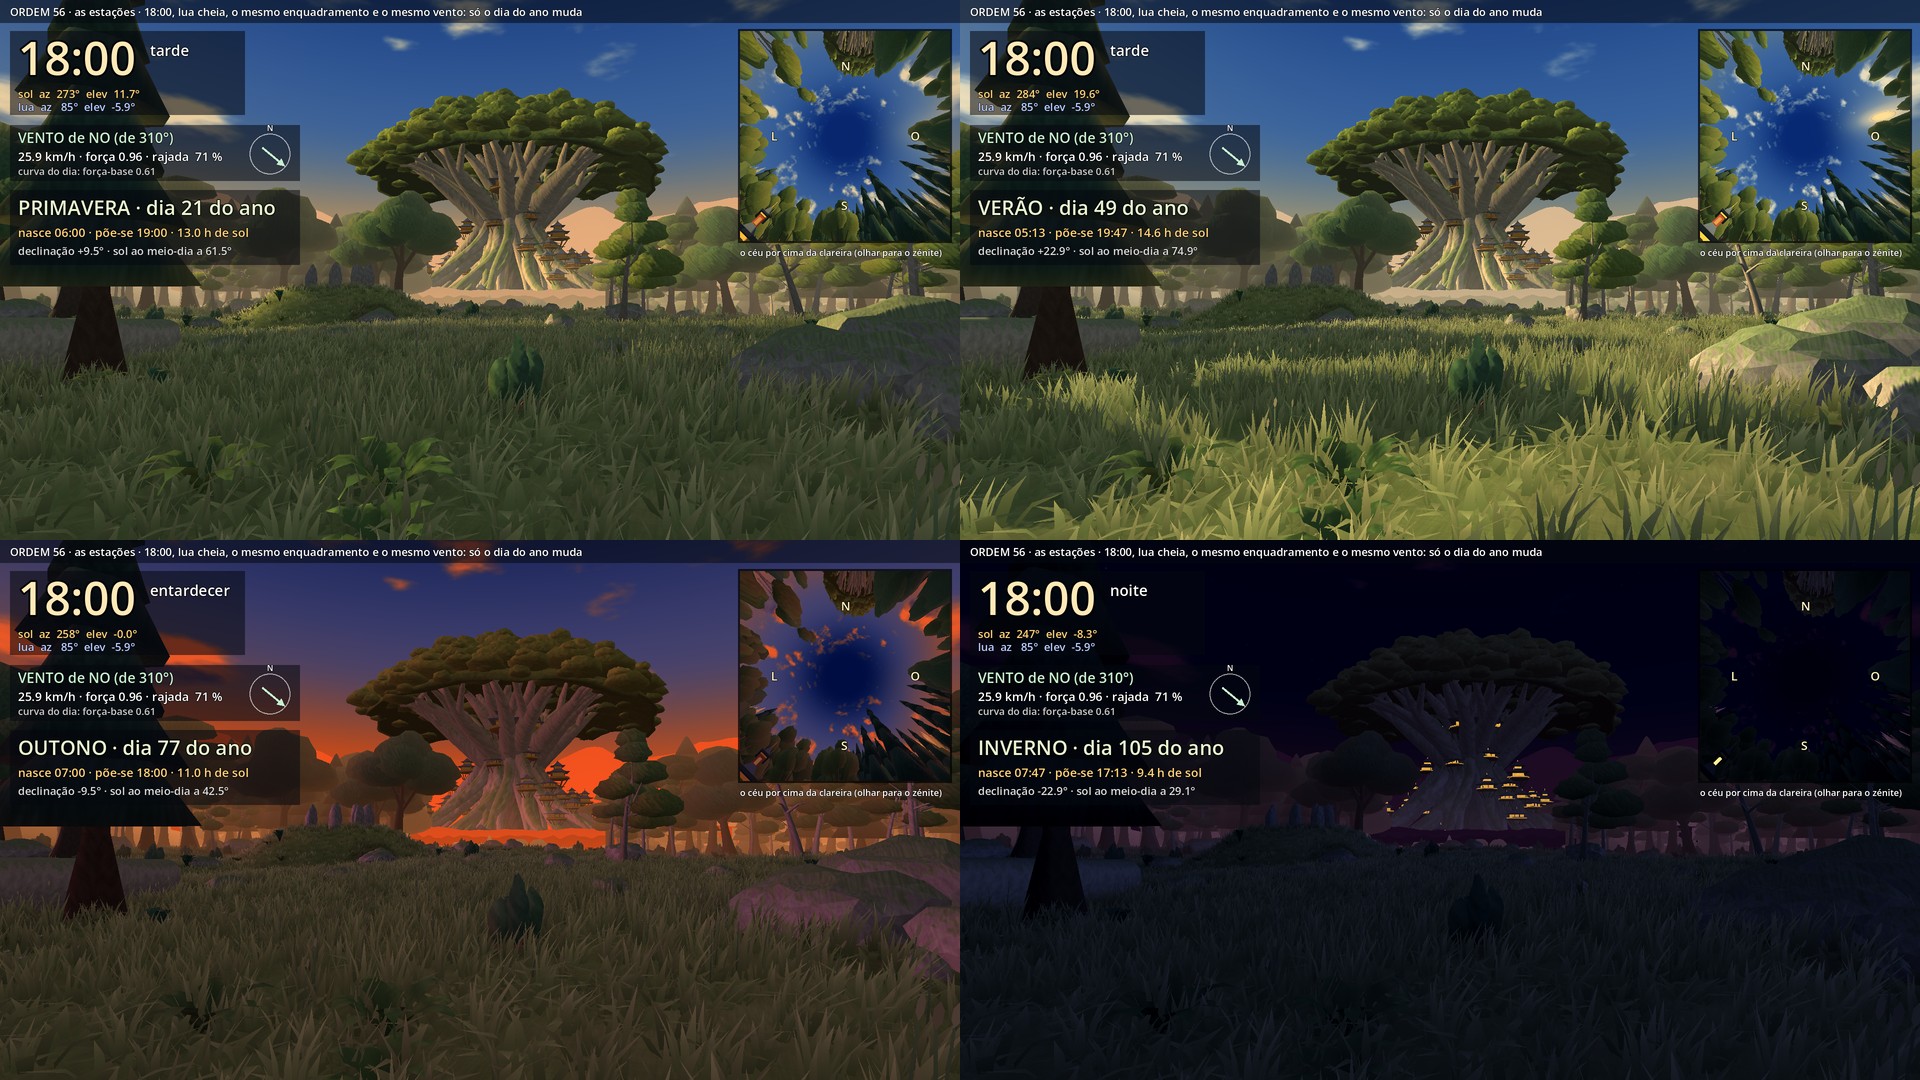 ORDEM 56 · as estações · 18:00, lua cheia, o mesmo enquadramento e o mesmo vento: só o dia do ano muda
18:00 tarde
sol az 273° elev 11.7°
lua az 85° elev -5.9°
VENTO de NO (de 310°)
25.9 km/h · força 0.96 · rajada 71 %
curva do dia: força-base 0.61
N
PRIMAVERA · dia 21 do ano
nasce 06:00 · põe-se 19:00 · 13.0 h de sol
declinação +9.5° · sol ao meio-dia a 61.5°
N
L O
S
o céu por cima da clareira (olhar para o zénite)
ORDEM 56 · as estações · 18:00, lua cheia, o mesmo enquadramento e o mesmo vento: só o dia do ano muda
18:00 tarde
sol az 284° elev 19.6°
lua az 85° elev -5.9°
VENTO de NO (de 310°)
25.9 km/h · força 0.96 · rajada 71 %
curva do dia: força-base 0.61
N
VERÃO · dia 49 do ano
nasce 05:13 · põe-se 19:47 · 14.6 h de sol
declinação +22.9° · sol ao meio-dia a 74.9°
N
L O
S
o céu por cima da clareira (olhar para o zénite)
ORDEM 56 · as estações · 18:00, lua cheia, o mesmo enquadramento e o mesmo vento: só o dia do ano muda
18:00 entardecer
sol az 258° elev -0.0°
lua az 85° elev -5.9°
VENTO de NO (de 310°)
25.9 km/h · força 0.96 · rajada 71 %
curva do dia: força-base 0.61
N
OUTONO · dia 77 do ano
nasce 07:00 · põe-se 18:00 · 11.0 h de sol
declinação -9.5° · sol ao meio-dia a 42.5°
N
L O
S
o céu por cima da clareira (olhar para o zénite)
ORDEM 56 · as estações · 18:00, lua cheia, o mesmo enquadramento e o mesmo vento: só o dia do ano muda
18:00 noite
sol az 247° elev -8.3°
lua az 85° elev -5.9°
VENTO de NO (de 310°)
25.9 km/h · força 0.96 · rajada 71 %
curva do dia: força-base 0.61
N
INVERNO · dia 105 do ano
nasce 07:47 · põe-se 17:13 · 9.4 h de sol
declinação -22.9° · sol ao meio-dia a 29.1°
N
L O
S
o céu por cima da clareira (olhar para o zénite)